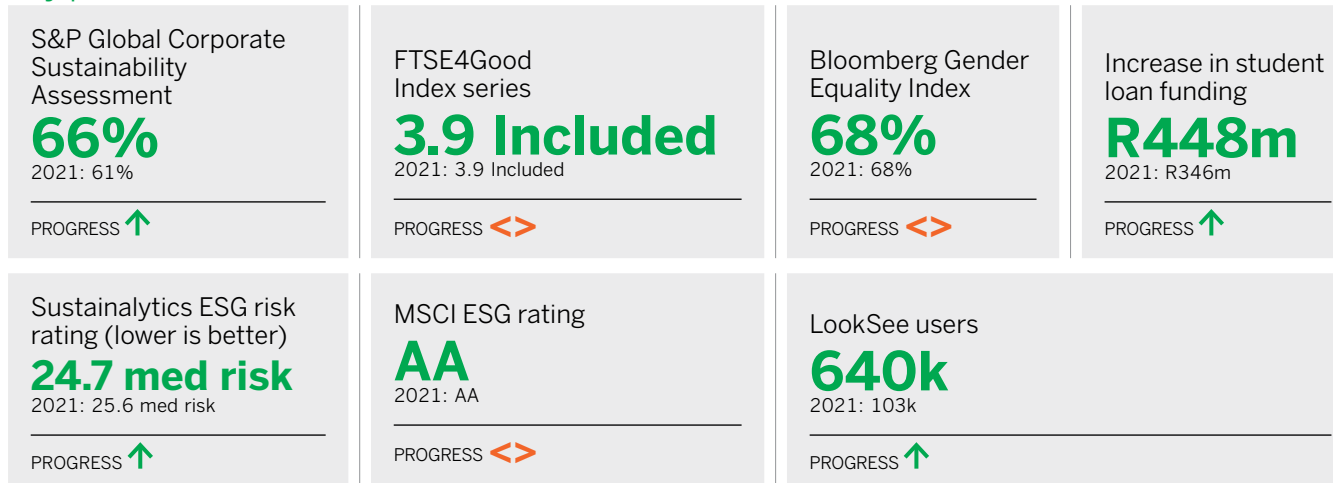 S&P Global Corporate
Sustainability
Assessment
66%
2021: 61%
PROGRESS ↑
FTSE4Good
Index series
3.9 Included
2021: 3.9 Included
PROGRESS <>
Bloomberg Gender
Equality Index
68%
2021: 68%
PROGRESS <>
Increase in student
loan funding
R448m
2021: R346m
PROGRESS ↑
Sustainalytics ESG risk
rating (lower is better)
24.7 med risk
2021: 25.6 med risk
PROGRESS ↑
MSCI ESG rating
AA
2021: AA
PROGRESS <>
LookSee users
640k
2021: 103k
PROGRESS ↑